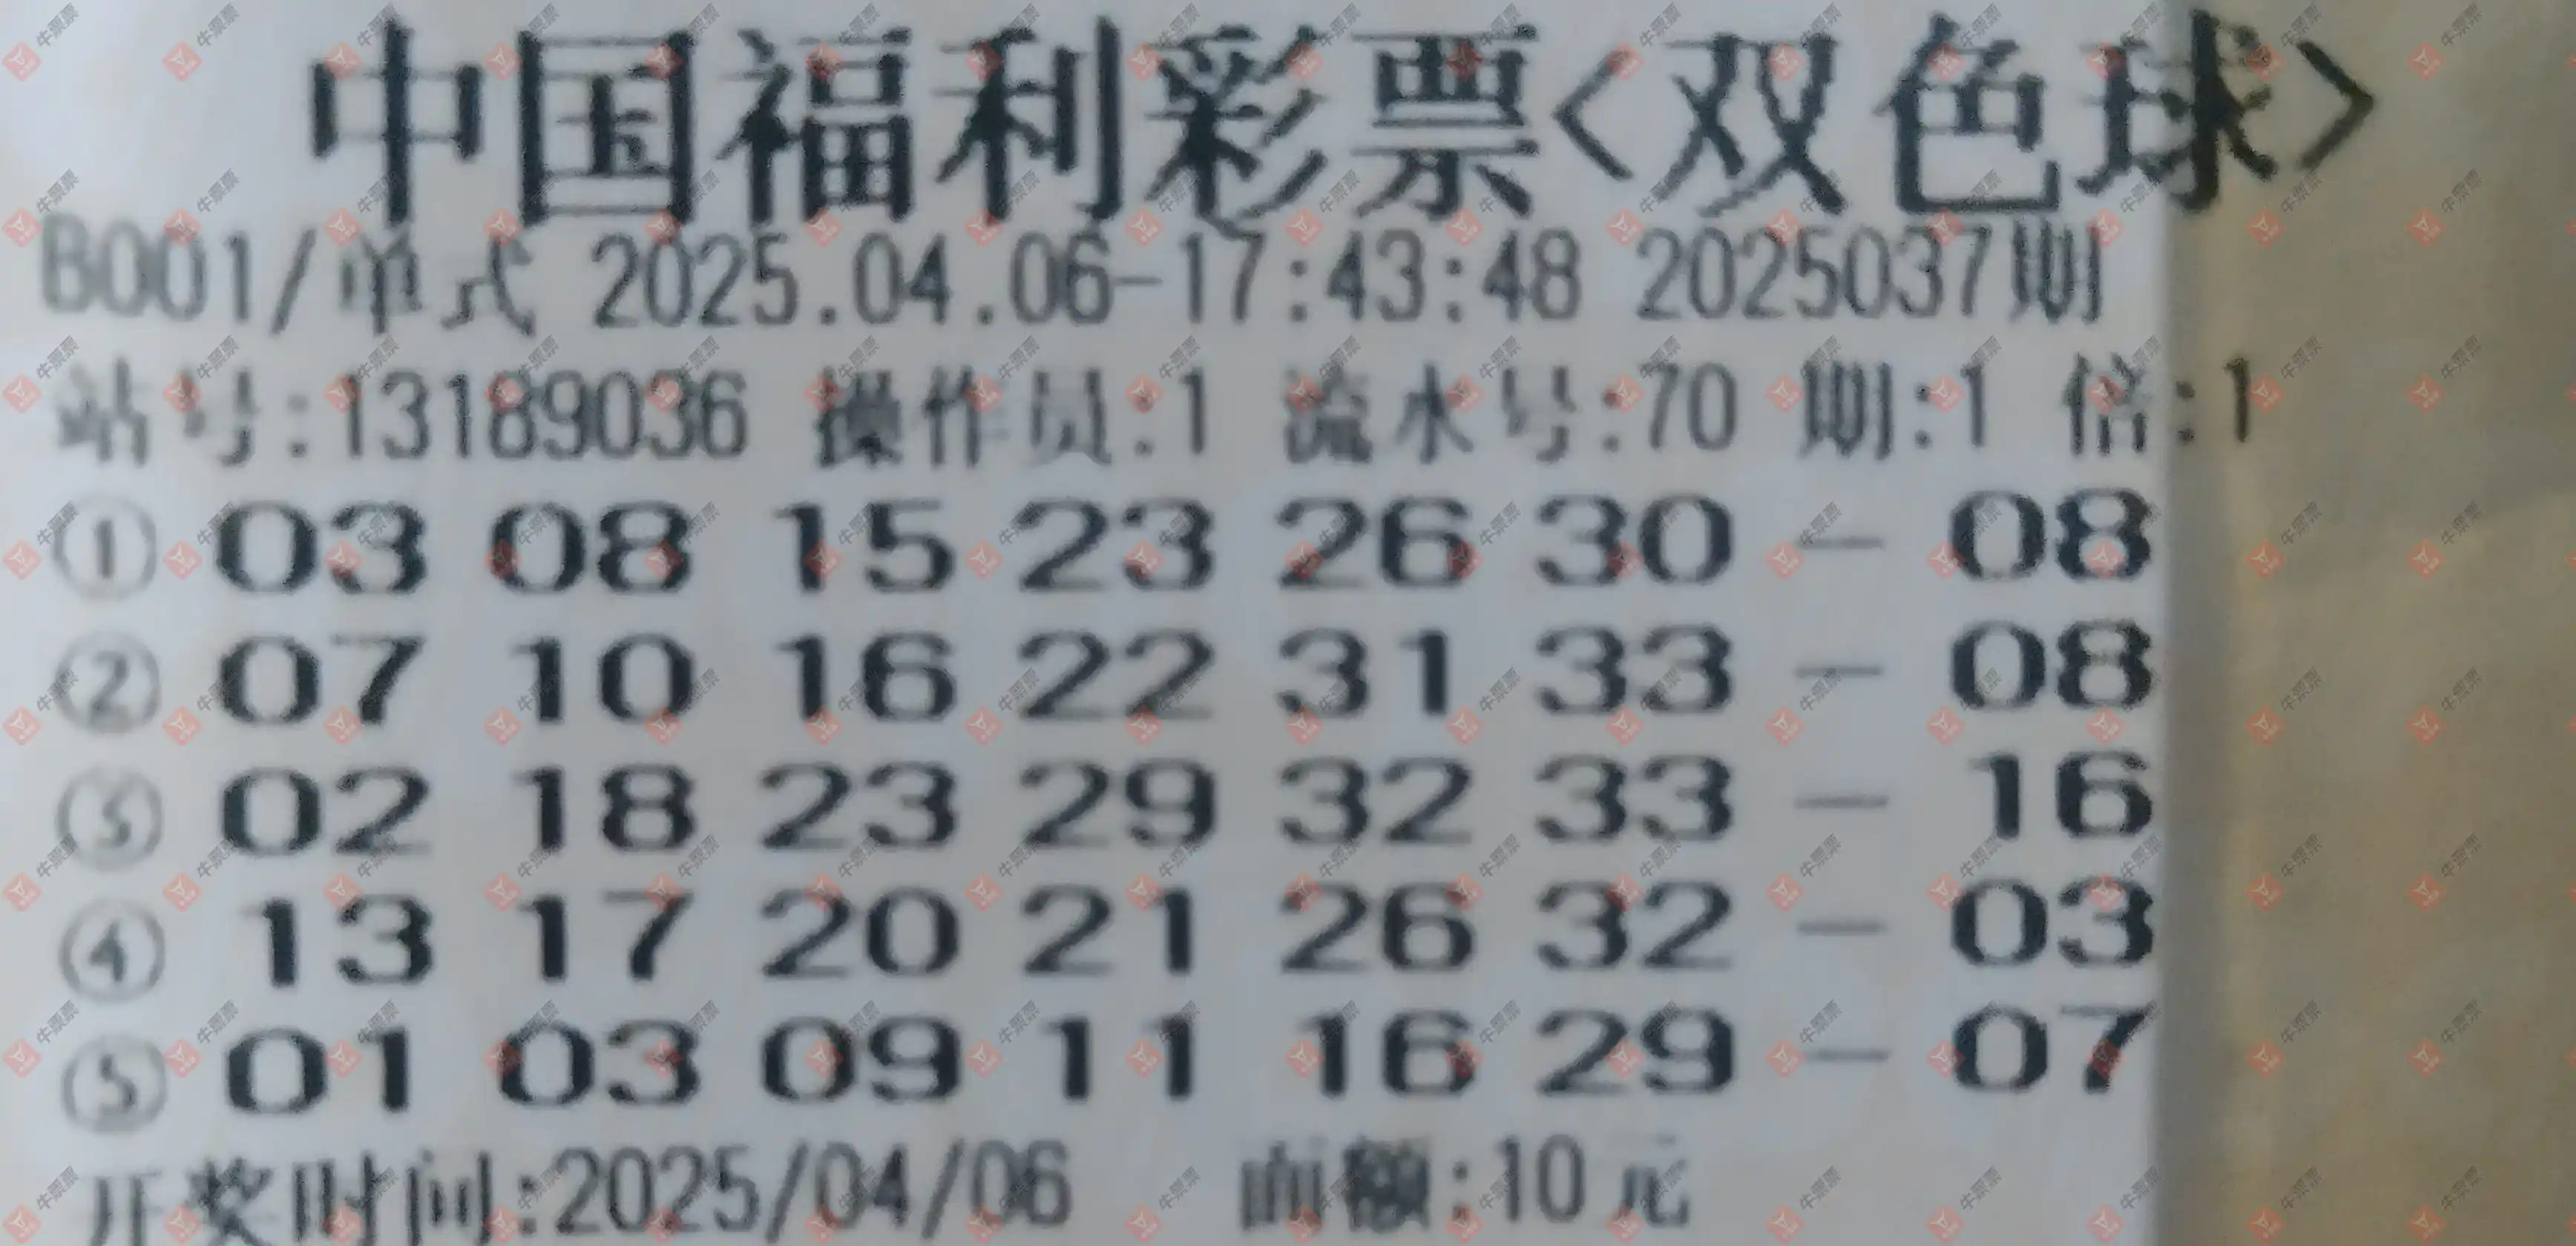 中国福利彩票<双色球>
B001/单式 2025.04.06-17:43:48 2025037期
站号:13189036 操作员:1 流水号:70 期:1 倍:1
① 03 08 15 23 26 30 - 08
② 07 10 16 22 31 33 - 08
③ 02 18 23 29 32 33 - 16
④ 13 17 20 21 26 32 - 03
⑤ 01 03 09 11 16 29 - 07
开奖时间:2025/04/06 面额:10元
牛票票